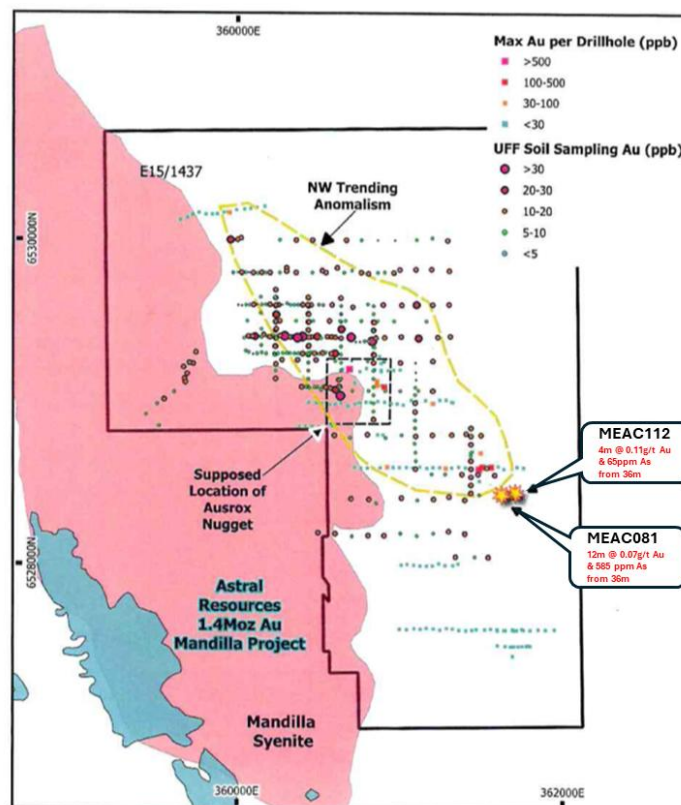 360000E
Max Au per Drillhole (ppb)
>500
100-500
30-100
<30
UFF Soil Sampling Au (ppb)
>30
20-30
10-20
5-10
<5
E15/1437
NW Trending
Anomalism
6530000N
MEAC112
4m @ 0.11g/t Au
& 65ppm As
from 36m
Supposed
Location of
Ausrox
Nugget
MEAC081
12m @ 0.07g/t Au
& 585 ppm As
from 36m
6528000N
Astral
Resources
1.4Moz Au
Mandilla Project
Mandilla
Syenite
360000E
362000E